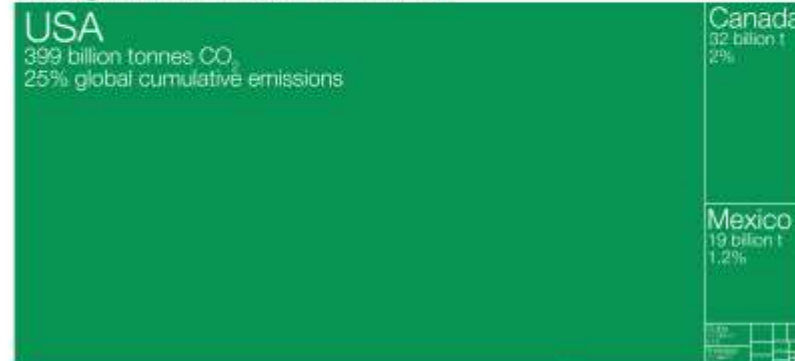 USA
399 billion tonnes CO₂
25% global cumulative emissions
Canada
32 billion t
2%
Mexico
19 billion t
1.2%